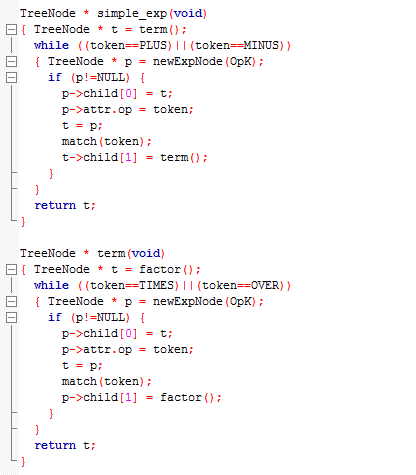 TreeNode * simple_exp(void)
{ TreeNode * t = term();
  while ((token==PLUS)||(token==MINUS))
  { TreeNode * p = newExpNode(OpK);
    if (p!=NULL) {
      p->child[0] = t;
      p->attr.op = token;
      t = p;
      match(token);
      t->child[1] = term();
    }
  }
  return t;
}

TreeNode * term(void)
{ TreeNode * t = factor();
  while ((token==TIMES)||(token==OVER))
  { TreeNode * p = newExpNode(OpK);
    if (p!=NULL) {
      p->child[0] = t;
      p->attr.op = token;
      t = p;
      match(token);
      p->child[1] = factor();
    }
  }
  return t;
}